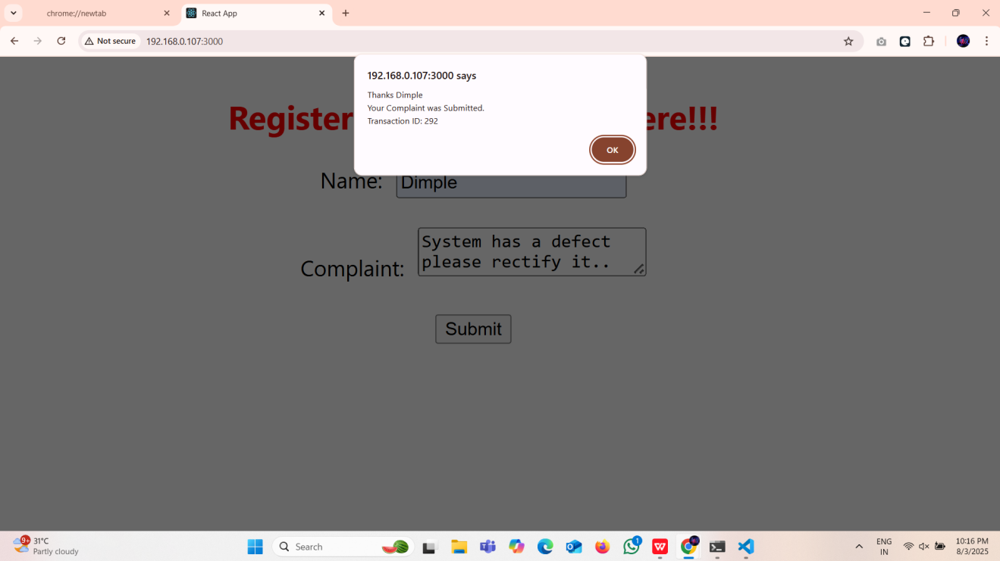 chrome://newtab
React App
Not secure
192.168.0.107:3000
192.168.0.107:3000 says
Thanks Dimple
Your Complaint was Submitted.
Transaction ID: 292
OK
Register
ere!!!
Name:
Dimple
Complaint:
System has a defect
please rectify it..
Submit
9+
31°C
Partly cloudy
Search
1
ENG
IN
10:16 PM
8/3/2025